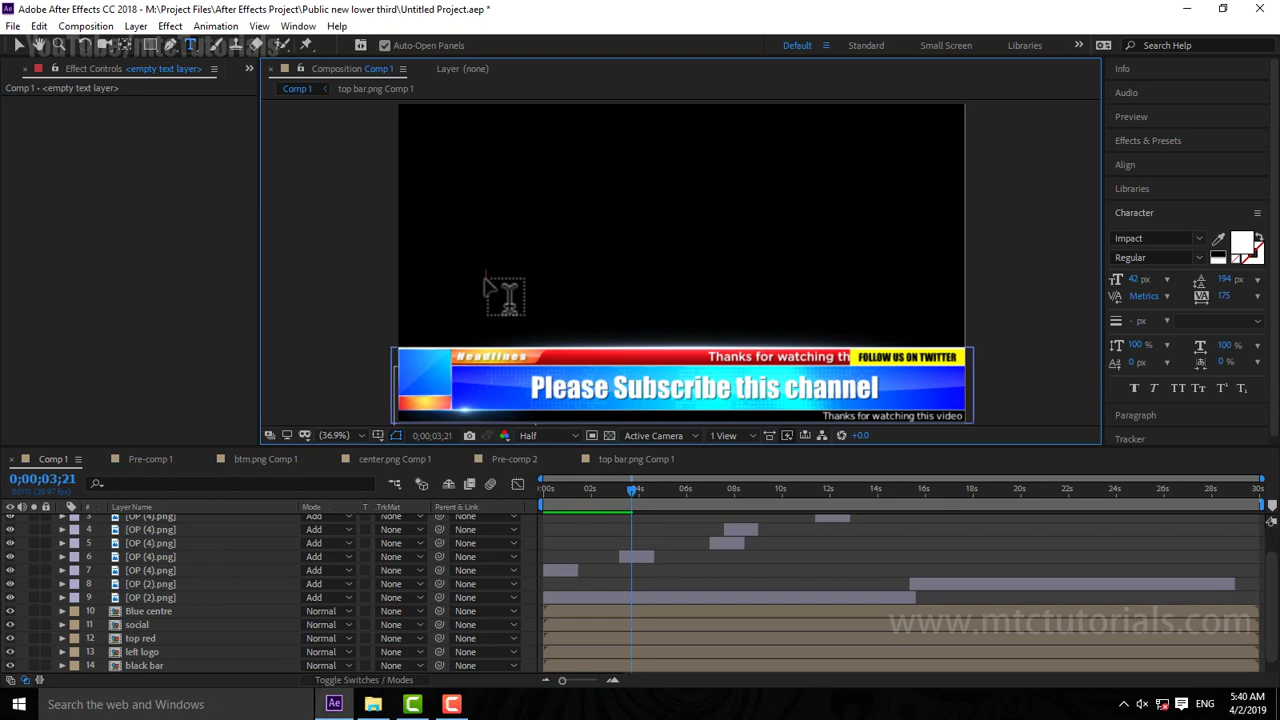 Adobe After Effects CC 2018 - M:\Project Files\After Effects Project\Public new lower third\Untitled Project.aep *
File Edit Composition Layer Effect Animation View Window Help
Auto-Open Panels
Default Standard Small Screen Libraries
Search Help
Effect Controls <empty text layer>
Composition Comp 1
Layer (none)
Comp 1 • <empty text layer>
Comp 1 top bar.png Comp 1
Info
Audio
Preview
Effects & Presets
Align
Libraries
Character
Impact
Regular
42 px 194 px
Metrics 175
- px
100 % 100 %
0 px 0 %
Paragraph
Tracker
Headlines
Thanks for watching th
FOLLOW US ON TWITTER
Please Subscribe this channel
Thanks for watching this video
(36.9%) 0;00;03;21 Half Active Camera 1 View +0.0
Comp 1 Pre-comp 1 btm.png Comp 1 center.png Comp 1 Pre-comp 2 top bar.png Comp 1
0;00;03;21
00111 (29.97 fps)
:00s 02s 04s 06s 08s 10s 12s 14s 16s 18s 20s 22s 24s 26s 28s 30s
# Layer Name Mode T .TrkMat Parent & Link
3 [OP (4).png] Add None None
4 [OP (4).png] Add None None
5 [OP (4).png] Add None None
6 [OP (4).png] Add None None
7 [OP (4).png] Add None None
8 [OP (2).png] Add None None
9 [OP (2).png] Add None None
10 Blue centre Normal None None
11 social Normal None None
12 top red Normal None None
13 left logo Normal None None
14 black bar Normal None None
www.mtctutorials.com
Toggle Switches / Modes
Search the web and Windows
ENG
5:40 AM
4/2/2019